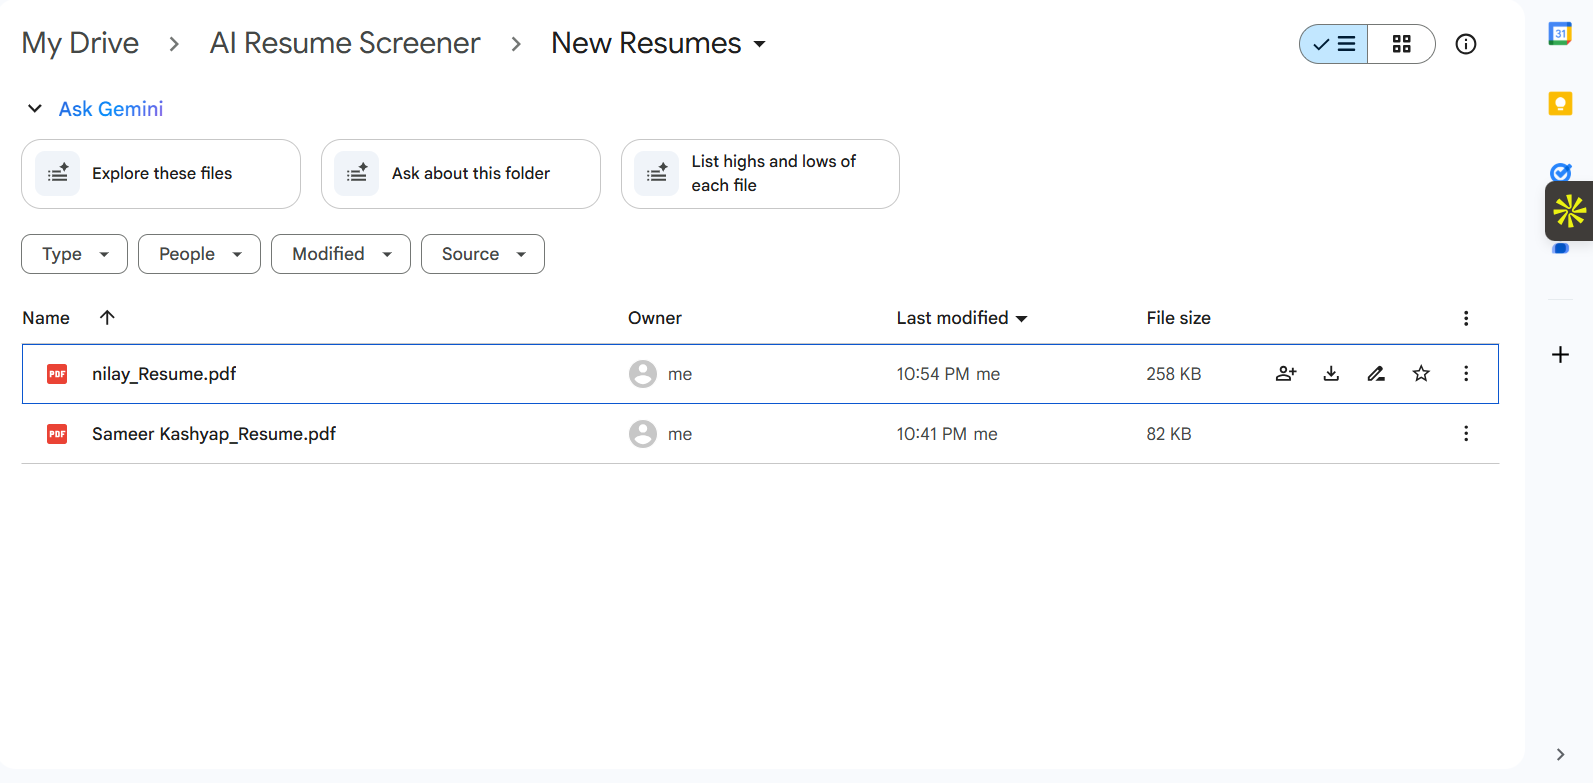 My Drive > AI Resume Screener > New Resumes
31
Ask Gemini
Explore these files
Ask about this folder
List highs and lows of
each file
Type People Modified Source
Name Owner Last modified File size
PDF nilay_Resume.pdf me 10:54 PM me 258 KB
PDF Sameer Kashyap_Resume.pdf me 10:41 PM me 82 KB